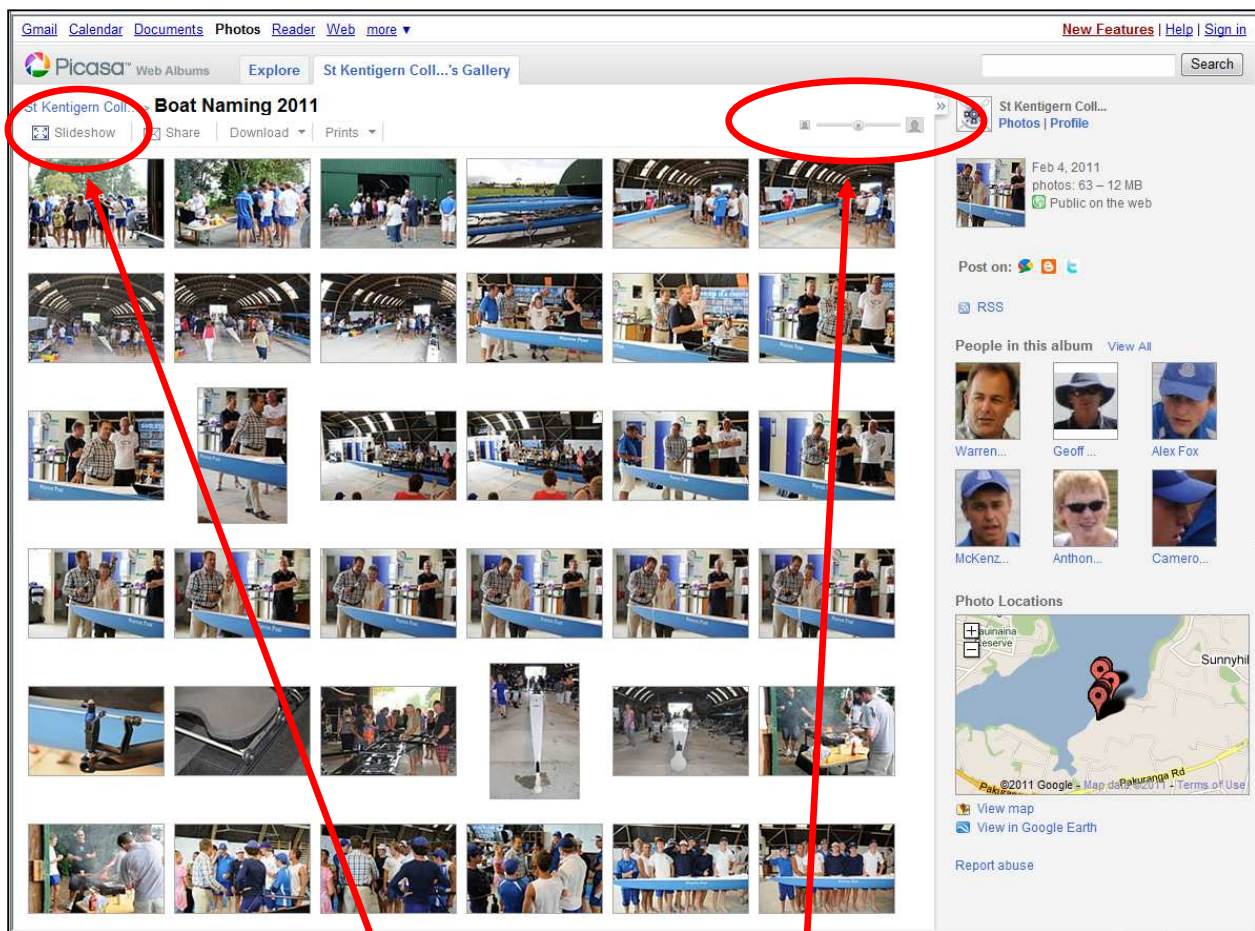 Gmail Calendar Documents Photos Reader Web more ▼
New Features | Help | Sign in
Picasa™ Web Albums
Explore
St Kentigern Coll...'s Gallery
Search
St Kentigern Coll... > Boat Naming 2011
Slideshow
Share
Download
Prints
»
St Kentigern Coll...
Photos | Profile
Feb 4, 2011
photos: 63 – 12 MB
Public on the web
Post on:
RSS
People in this album View All
Warren...
Geoff ...
Alex Fox
McKenz...
Anthon...
Camero...
Photo Locations
Sunnyhil
Pakuranga Rd
©2011 Google - Map data ©2011 - Terms of Use
View map
View in Google Earth
Report abuse